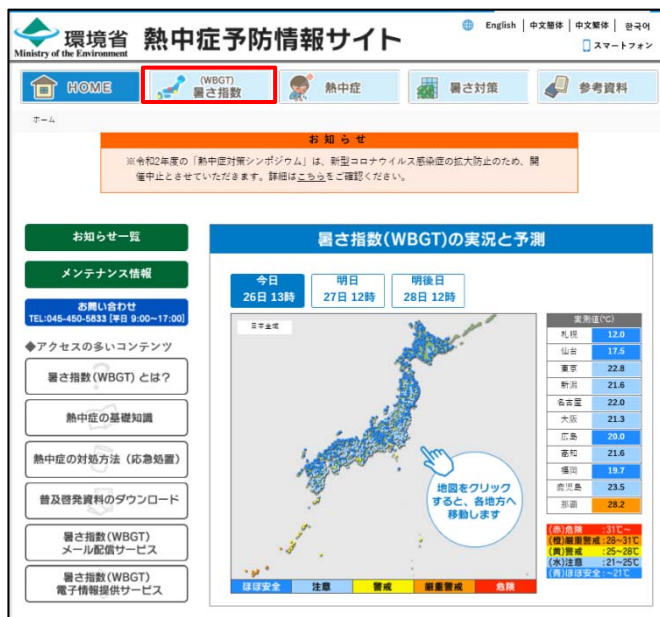 環境省
Ministry of the Environment
熱中症予防情報サイト
English | 中文簡体 | 中文繁体 | 한국어
スマートフォン
HOME
(WBGT)
暑さ指数
熱中症
暑さ対策
参考資料
ホーム
お知らせ
※令和2年度の「熱中症対策シンポジウム」は、新型コロナウイルス感染症の拡大防止のため、開
催中止とさせていただきます。詳細はこちらをご確認ください。
お知らせ一覧
メンテナンス情報
お問い合わせ
TEL:045-450-5833 [平日 9:00~17:00]
◆アクセスの多いコンテンツ
暑さ指数(WBGT) とは?
熱中症の基礎知識
熱中症の対処方法(応急処置)
普及啓発資料のダウンロード
暑さ指数(WBGT)
メール配信サービス
暑さ指数(WBGT)
電子情報提供サービス
暑さ指数(WBGT)の実況と予測
今日
26日 13時
明日
27日 12時
明後日
28日 12時
日本全域
地図をクリック
すると、各地方へ
移動します
ほぼ安全
注意
警戒
厳重警戒
危険
実測値(℃)
札幌 12.0
仙台 17.5
東京 22.8
新潟 21.6
名古屋 22.0
大阪 21.3
広島 20.0
高知 21.6
福岡 19.7
鹿児島 23.5
那覇 28.2
(赤)危険 :31℃~
(橙)厳重警戒:28~31℃
(黄)警戒 :25~28℃
(水)注意 :21~25℃
(青)ほぼ安全:~21℃